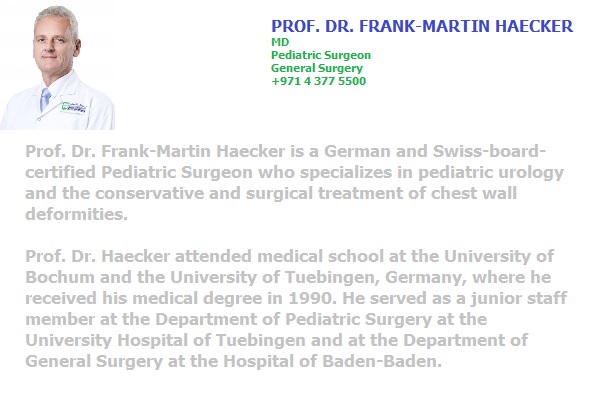 PROF. DR. FRANK-MARTIN HAECKER
MD
Pediatric Surgeon
General Surgery
+971 4 377 5500
Prof. Dr. Frank-Martin Haecker is a German and Swiss-board-
certified Pediatric Surgeon who specializes in pediatric urology
and the conservative and surgical treatment of chest wall
deformities.
Prof. Dr. Haecker attended medical school at the University of
Bochum and the University of Tuebingen, Germany, where he
received his medical degree in 1990. He served as a junior staff
member at the Department of Pediatric Surgery at the
University Hospital of Tuebingen and at the Department of
General Surgery at the Hospital of Baden-Baden.